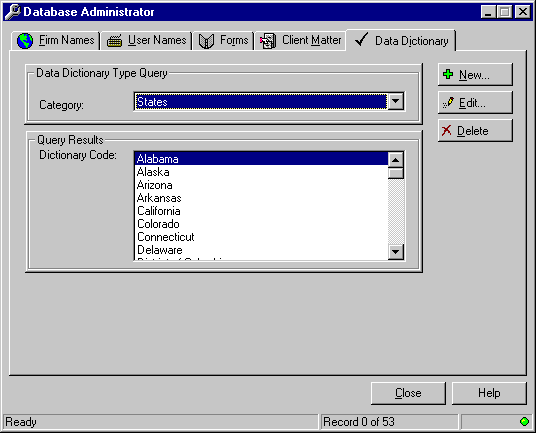 Database Administrator
Firm Names
User Names
Forms
Client Matter
Data Dictionary
Data Dictionary Type Query
Category:
States
New...
Edit...
Delete
Query Results
Dictionary Code:
Alabama
Alaska
Arizona
Arkansas
California
Colorado
Connecticut
Delaware
Close
Help
Ready
Record 0 of 53